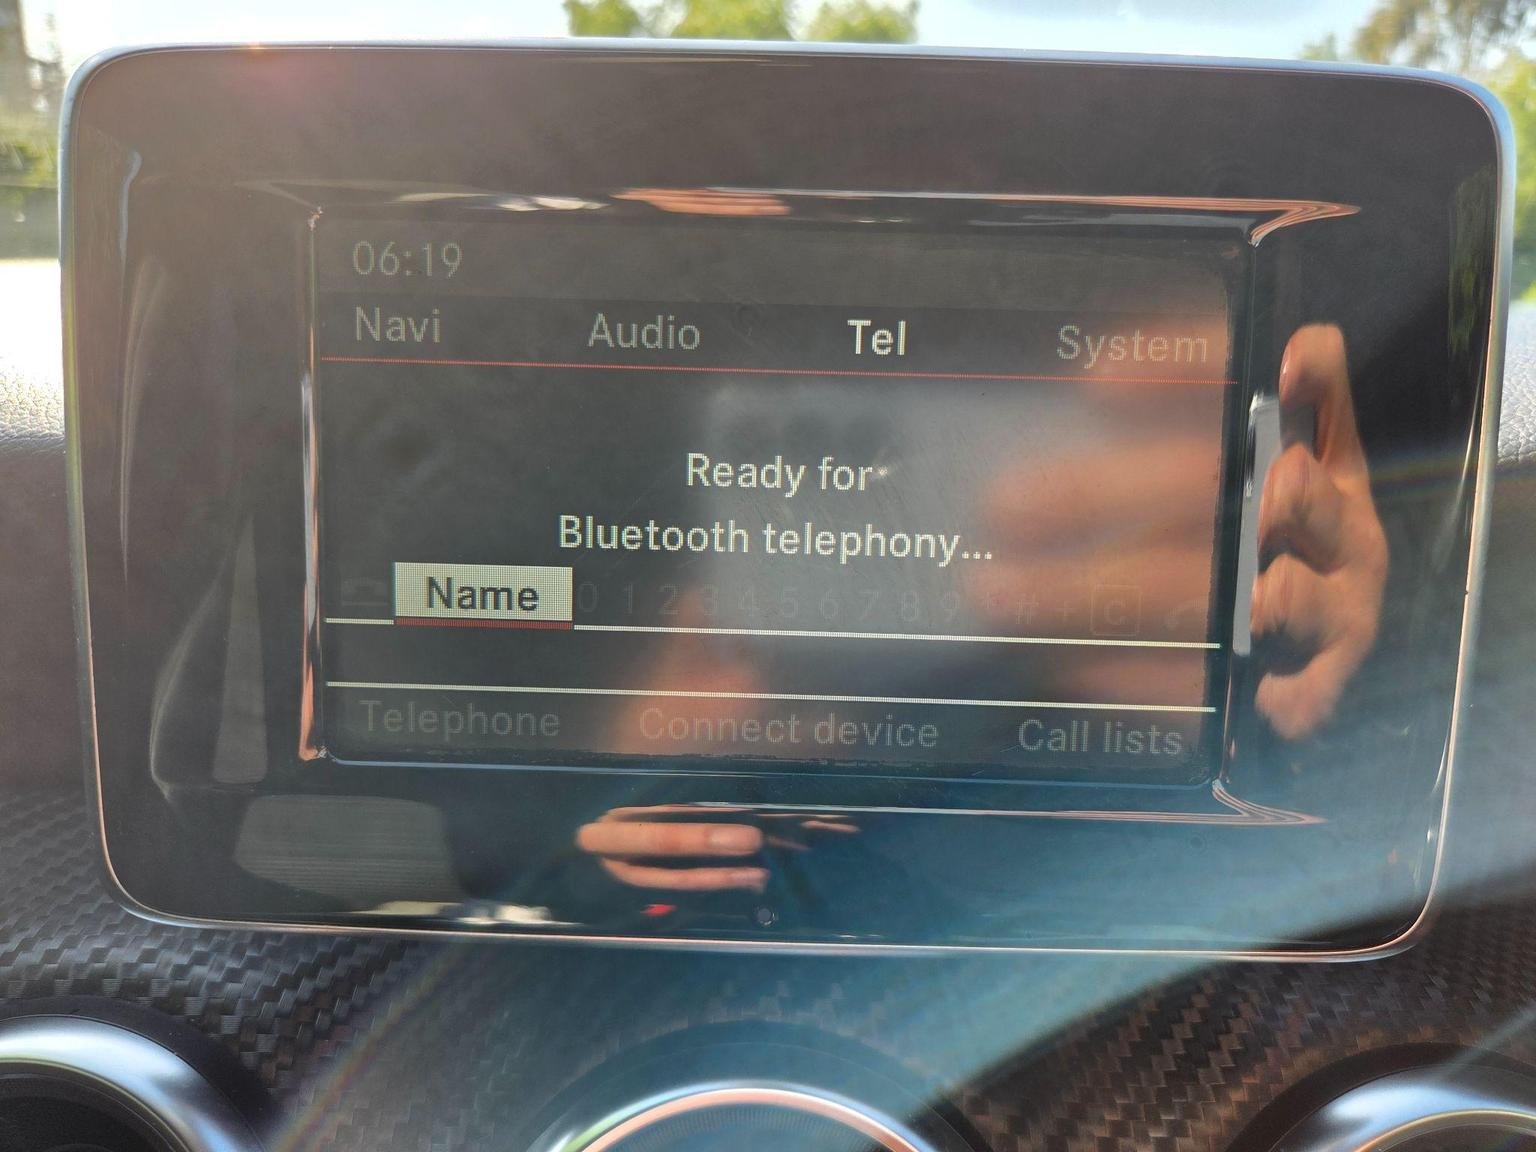 06:19
Navi Audio Tel System
Ready for
Bluetooth telephony...
Name 0 1 2 3 4 5 6 7 8 9 * # + C
Telephone Connect device Call lists